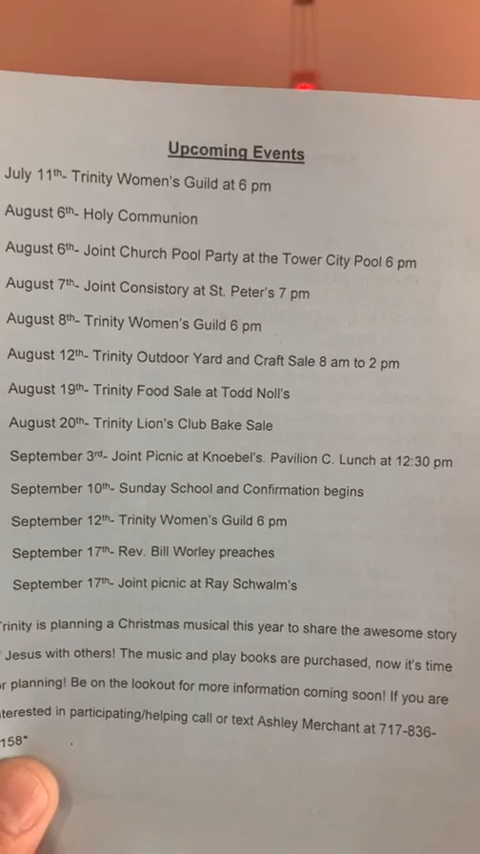 Upcoming Events
July 11th- Trinity Women's Guild at 6 pm
August 6th- Holy Communion
August 6th- Joint Church Pool Party at the Tower City Pool 6 pm
August 7th- Joint Consistory at St. Peter's 7 pm
August 8th- Trinity Women's Guild 6 pm
August 12th- Trinity Outdoor Yard and Craft Sale 8 am to 2 pm
August 19th- Trinity Food Sale at Todd Noll's
August 20th- Trinity Lion's Club Bake Sale
September 3rd- Joint Picnic at Knoebel's. Pavilion C. Lunch at 12:30 pm
September 10th- Sunday School and Confirmation begins
September 12th- Trinity Women's Guild 6 pm
September 17th- Rev. Bill Worley preaches
September 17th- Joint picnic at Ray Schwalm's
Trinity is planning a Christmas musical this year to share the awesome story
Jesus with others! The music and play books are purchased, now it's time
planning! Be on the lookout for more information coming soon! If you are
nterested in participating/helping call or text Ashley Merchant at 717-836-
158*